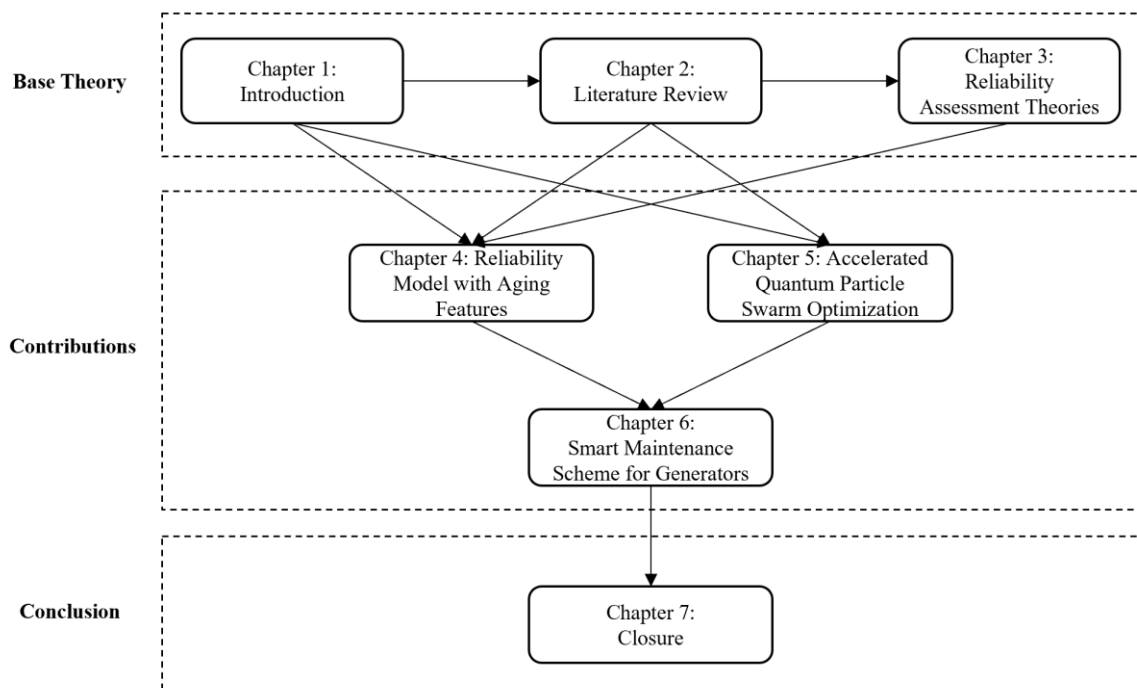 Base Theory
Chapter 1:
Introduction
Chapter 2:
Literature Review
Chapter 3:
Reliability
Assessment Theories
Contributions
Chapter 4: Reliability
Model with Aging
Features
Chapter 5: Accelerated
Quantum Particle
Swarm Optimization
Chapter 6:
Smart Maintenance
Scheme for Generators
Conclusion
Chapter 7:
Closure